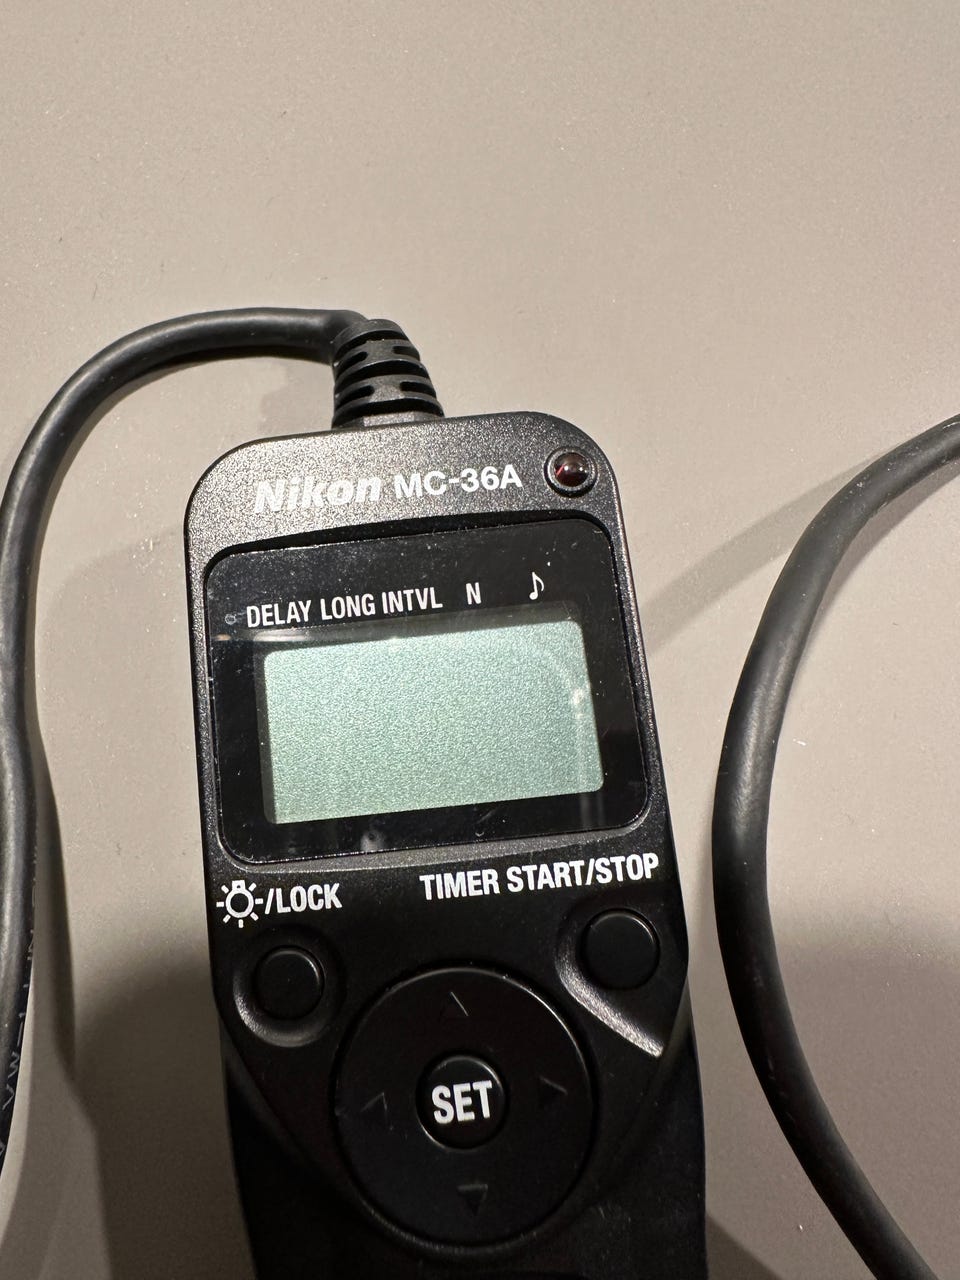 Nikon MC-36A
DELAY LONG INTVL N ♪
/LOCK
TIMER START/STOP
SET